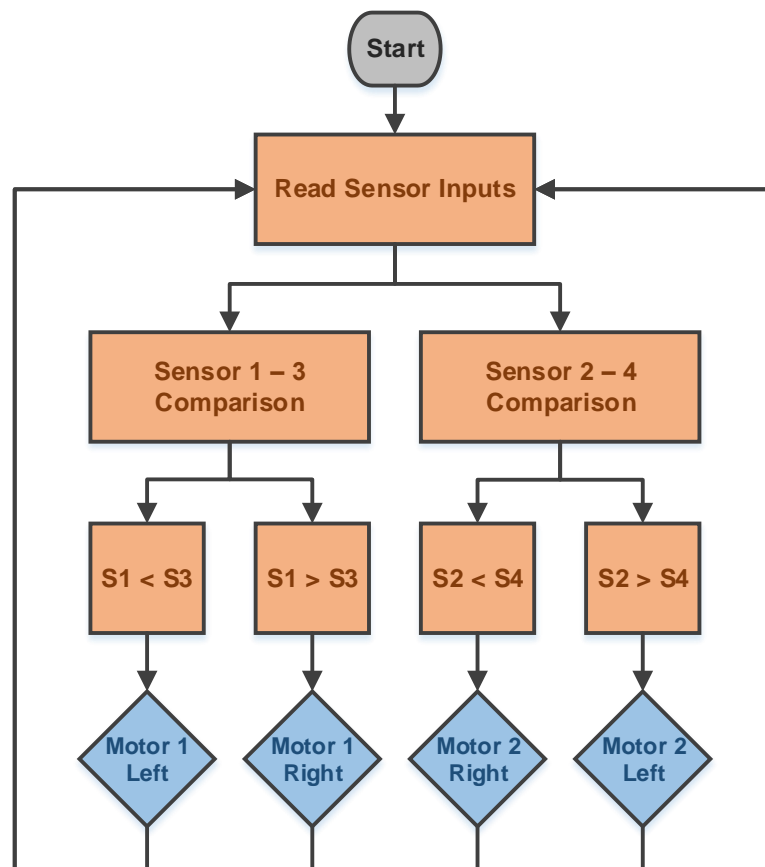 Start
Read Sensor Inputs
Sensor 1 – 3
Comparison
Sensor 2 – 4
Comparison
S1 < S3
S1 > S3
S2 < S4
S2 > S4
Motor 1
Left
Motor 1
Right
Motor 2
Right
Motor 2
Left